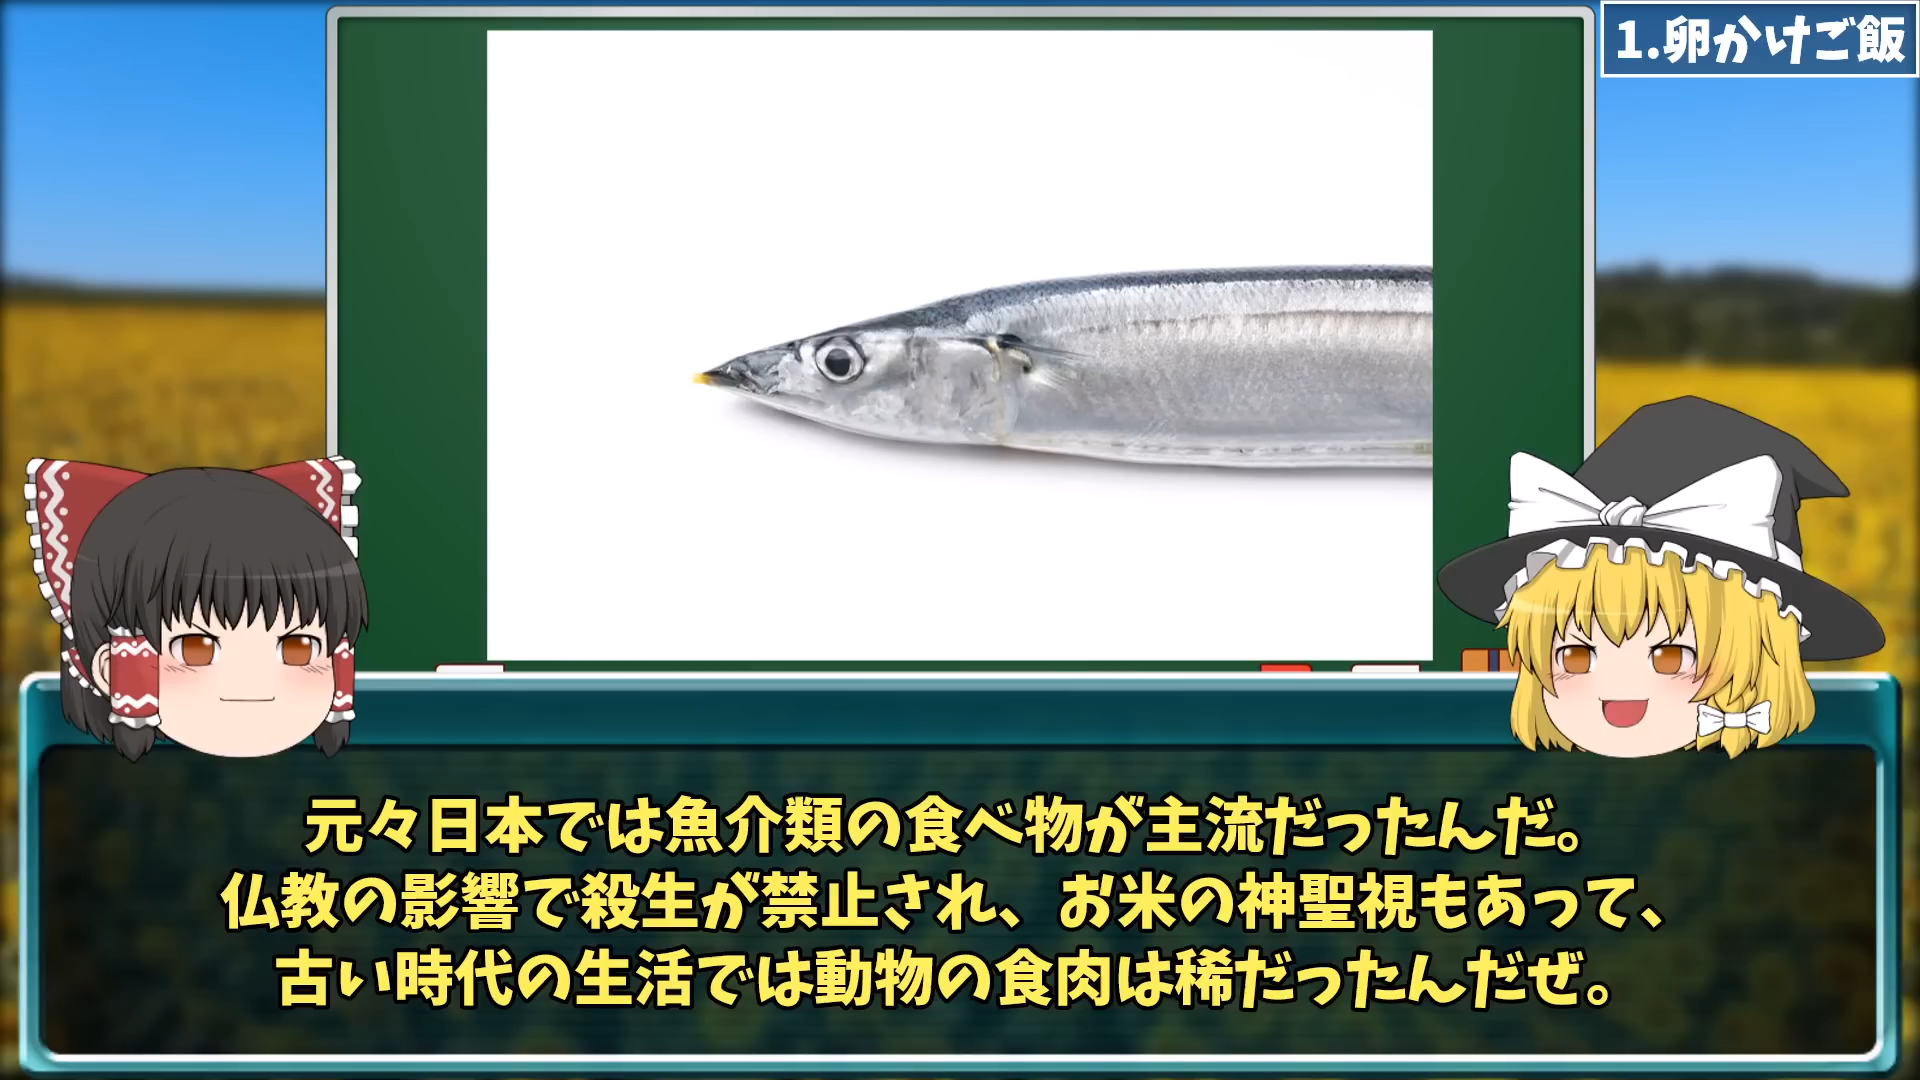 1.卵かけご飯
元々日本では魚介類の食べ物が主流だったんだ。
仏教の影響で殺生が禁止され、お米の神聖視もあって、
古い時代の生活では動物の食肉は稀だったんだぜ。